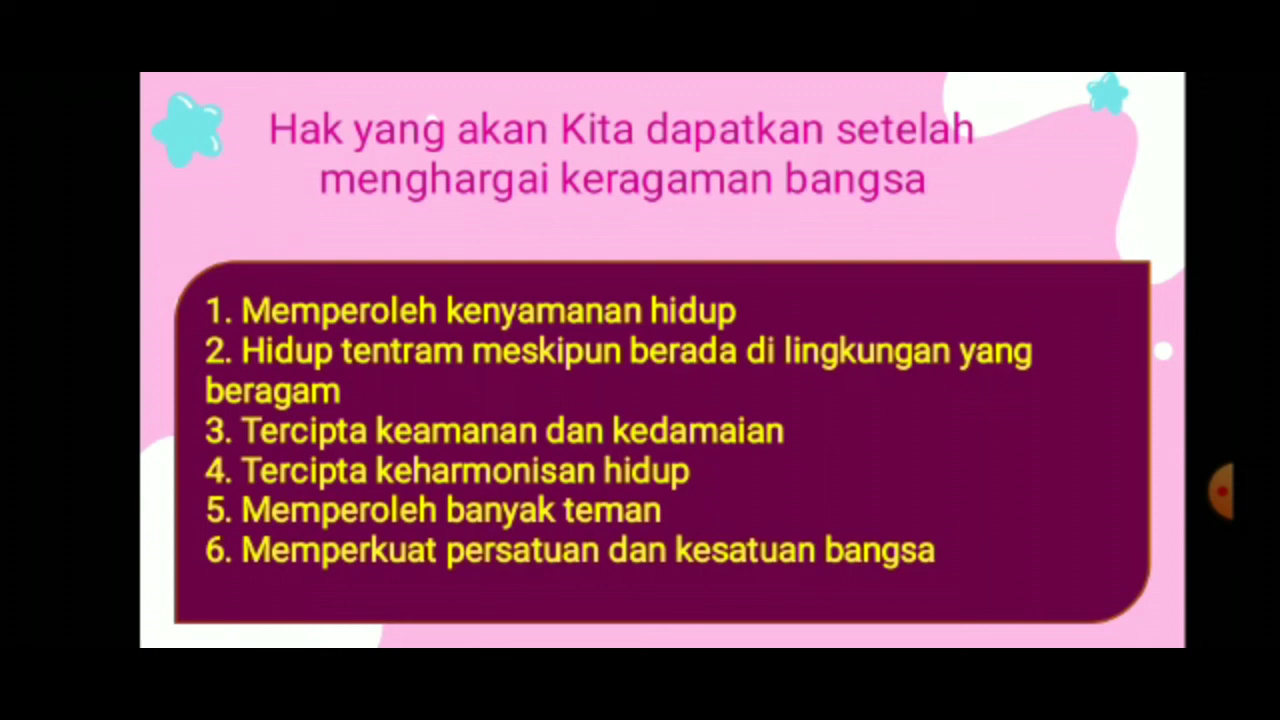 Hak yang akan Kita dapatkan setelah
menghargai keragaman bangsa
1. Memperoleh kenyamanan hidup
2. Hidup tentram meskipun berada di lingkungan yang
beragam
3. Tercipta keamanan dan kedamaian
4. Tercipta keharmonisan hidup
5. Memperoleh banyak teman
6. Memperkuat persatuan dan kesatuan bangsa